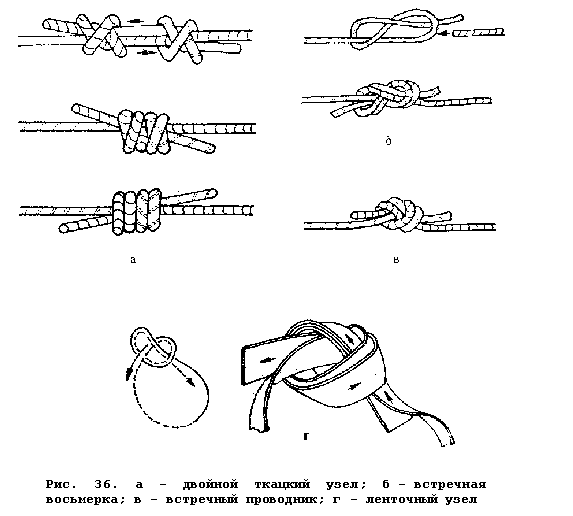 б
а
в
г
Рис. 36. а – двойной ткацкий узел; б – встречная
восьмерка; в – встречный проводник; г – ленточный узел